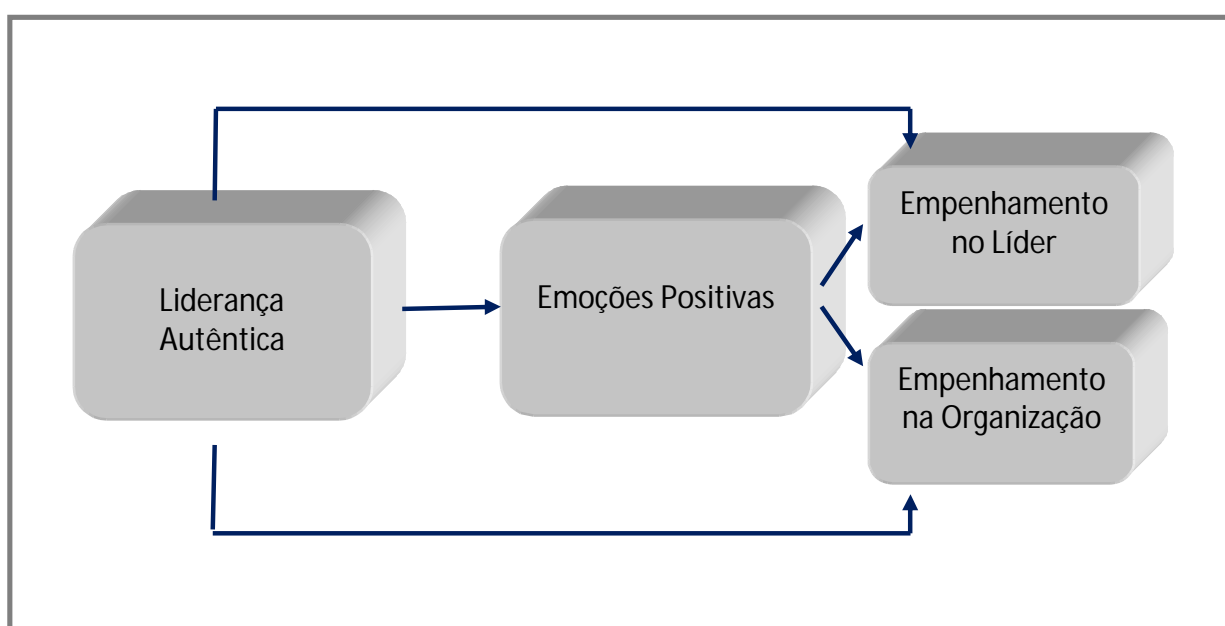 Liderança
Autêntica
Emoções Positivas
Empenhamento
no Líder
Empenhamento
na Organização